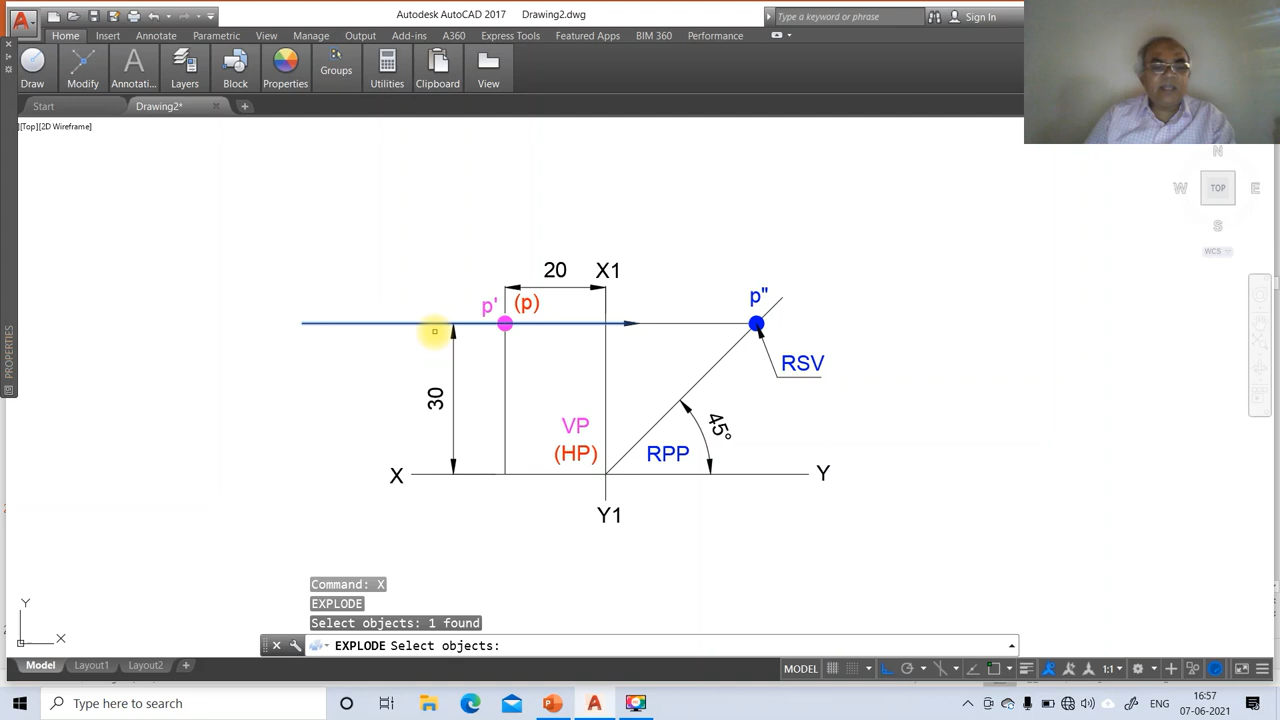 Autodesk AutoCAD 2017 Drawing2.dwg
Type a keyword or phrase
Sign In
Home Insert Annotate Parametric View Manage Output Add-ins A360 Express Tools Featured Apps BIM 360 Performance
Draw Modify Annotati... Layers Block Properties Groups Utilities Clipboard View
Start Drawing2*
][Top][2D Wireframe]
N
W TOP E
S
WCS
20 X1
p' (p) p"
RSV
30
45°
VP
(HP) RPP
X Y
Y1
PROPERTIES
Command: X
EXPLODE
Select objects: 1 found
EXPLODE Select objects:
Y
X
Model Layout1 Layout2
MODEL 1:1
Type here to search
ENG
16:57
07-06-2021